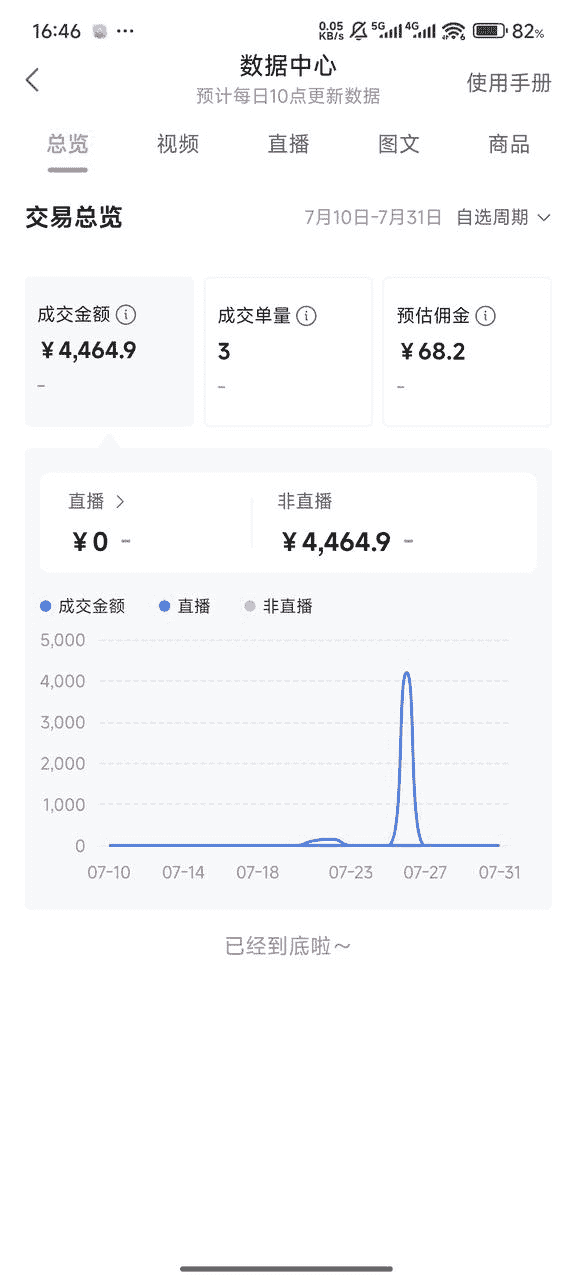 16:46 ··· 0.05 KB/s 5G 4G 6 82%
数据中心
预计每日10点更新数据
使用手册
总览 视频 直播 图文 商品
交易总览 7月10日-7月31日 自选周期
成交金额 成交单量 预估佣金
¥4,464.9 3 ¥68.2
- - -
直播 非直播
¥0 - ¥4,464.9 -
成交金额 直播 非直播
5,000
4,000
3,000
2,000
1,000
0
07-10 07-14 07-18 07-23 07-27 07-31
已经到底啦~